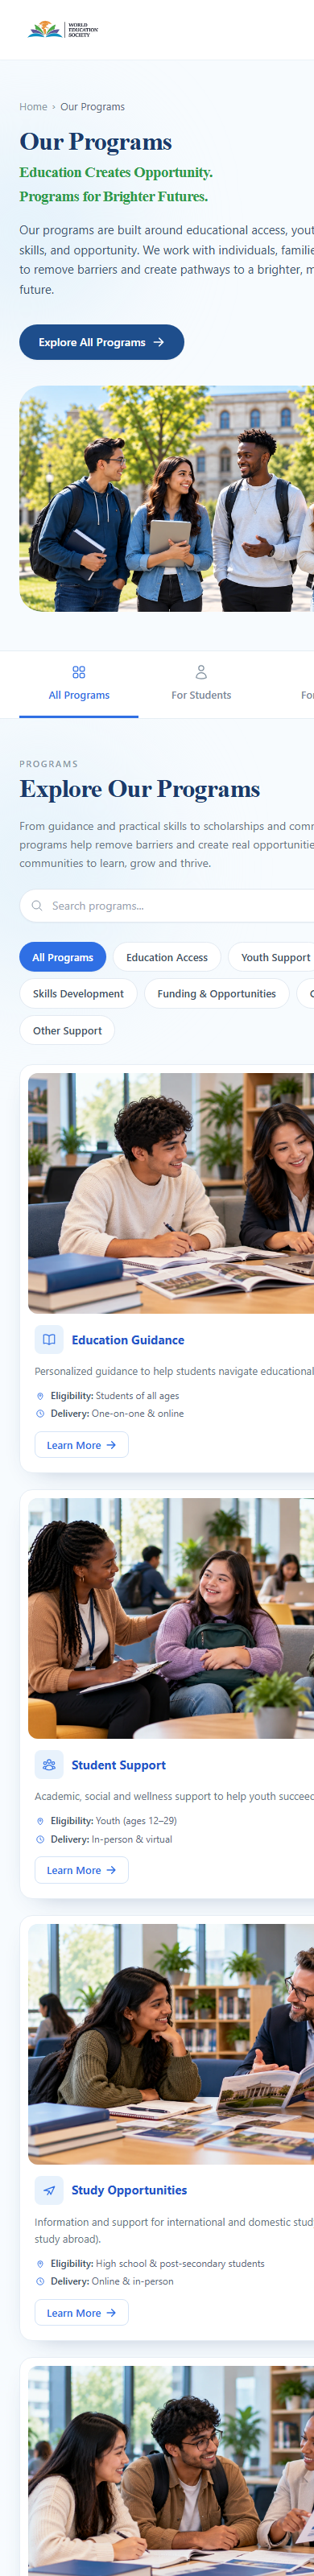 WORLD
EDUCATION
SOCIETY
Home › Our Programs
Our Programs
Education Creates Opportunity.
Programs for Brighter Futures.
Our programs are built around educational access, yout
skills, and opportunity. We work with individuals, familie
to remove barriers and create pathways to a brighter, m
future.
Explore All Programs →
All Programs
For Students
For
PROGRAMS
Explore Our Programs
From guidance and practical skills to scholarships and comm
programs help remove barriers and create real opportunitie
communities to learn, grow and thrive.
Search programs...
All Programs
Education Access
Youth Support
Skills Development
Funding & Opportunities
Other Support
Education Guidance
Personalized guidance to help students navigate educational
Eligibility: Students of all ages
Delivery: One-on-one & online
Learn More →
Student Support
Academic, social and wellness support to help youth succeed
Eligibility: Youth (ages 12–29)
Delivery: In-person & virtual
Learn More →
Study Opportunities
Information and support for international and domestic stud
study abroad).
Eligibility: High school & post-secondary students
Delivery: Online & in-person
Learn More →